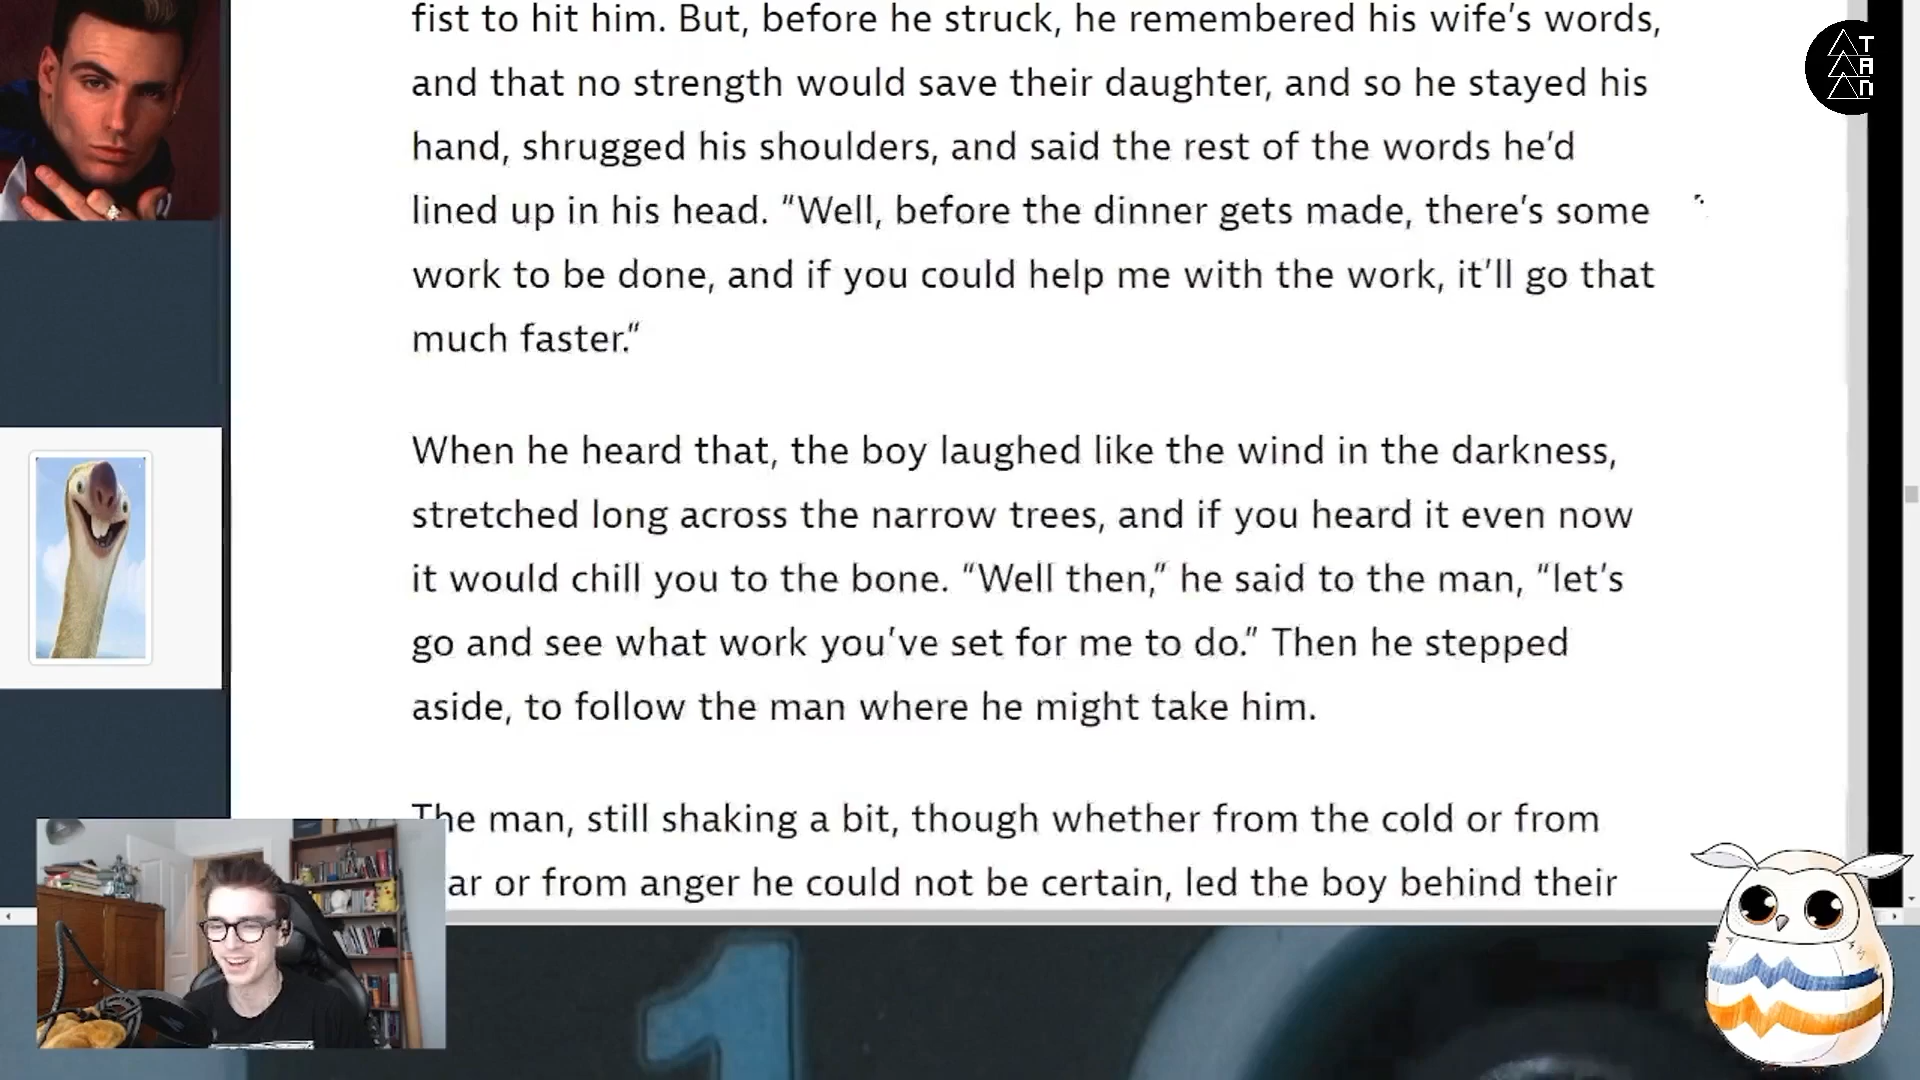 fist to hit him. But, before he struck, he remembered his wife’s words,
and that no strength would save their daughter, and so he stayed his
hand, shrugged his shoulders, and said the rest of the words he’d
lined up in his head. “Well, before the dinner gets made, there’s some
work to be done, and if you could help me with the work, it’ll go that
much faster.”
When he heard that, the boy laughed like the wind in the darkness,
stretched long across the narrow trees, and if you heard it even now
it would chill you to the bone. “Well then,” he said to the man, “let’s
go and see what work you’ve set for me to do.” Then he stepped
aside, to follow the man where he might take him.
The man, still shaking a bit, though whether from the cold or from
ar or from anger he could not be certain, led the boy behind their
TAN
1